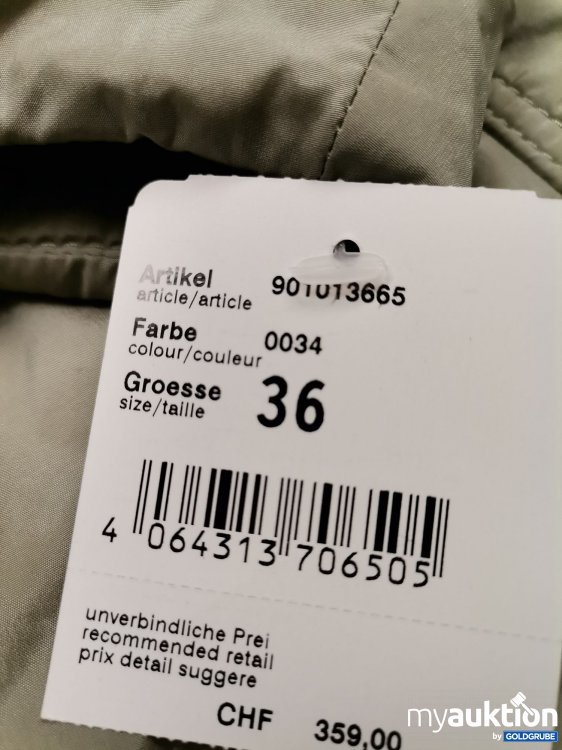 Artikel 901013665
article/article
Farbe 0034
colour/couleur
Groesse 36
size/taille
4 064313 706505
unverbindliche Prei
recommended retail
prix detail suggere
CHF 359,00
myauktion
by GOLDGRUBE